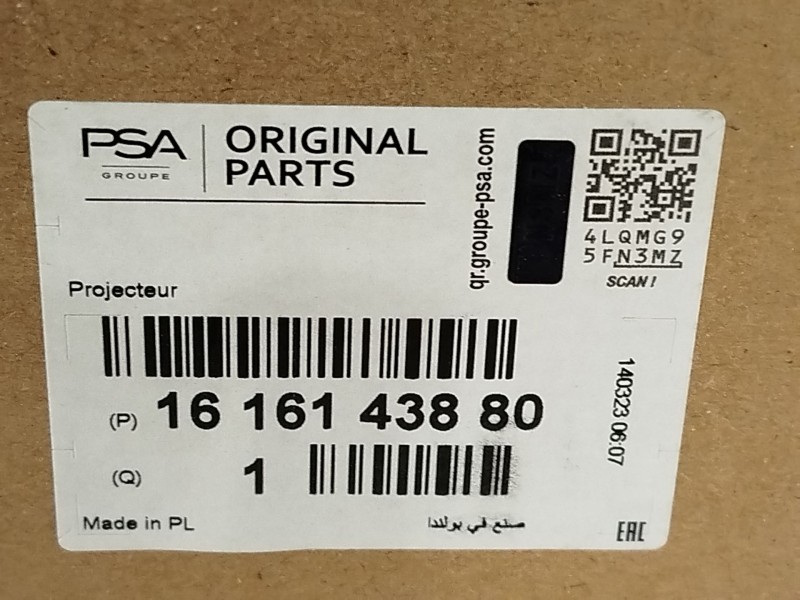 PSA
GROUPE
ORIGINAL
PARTS
qr.groupe-psa.com
4LQMG9
5FN3MZ
SCAN!
Projecteur
(P) 16 161 438 80
140323 06:07
(Q) 1
Made in PL
صنع في بولندا
EAC